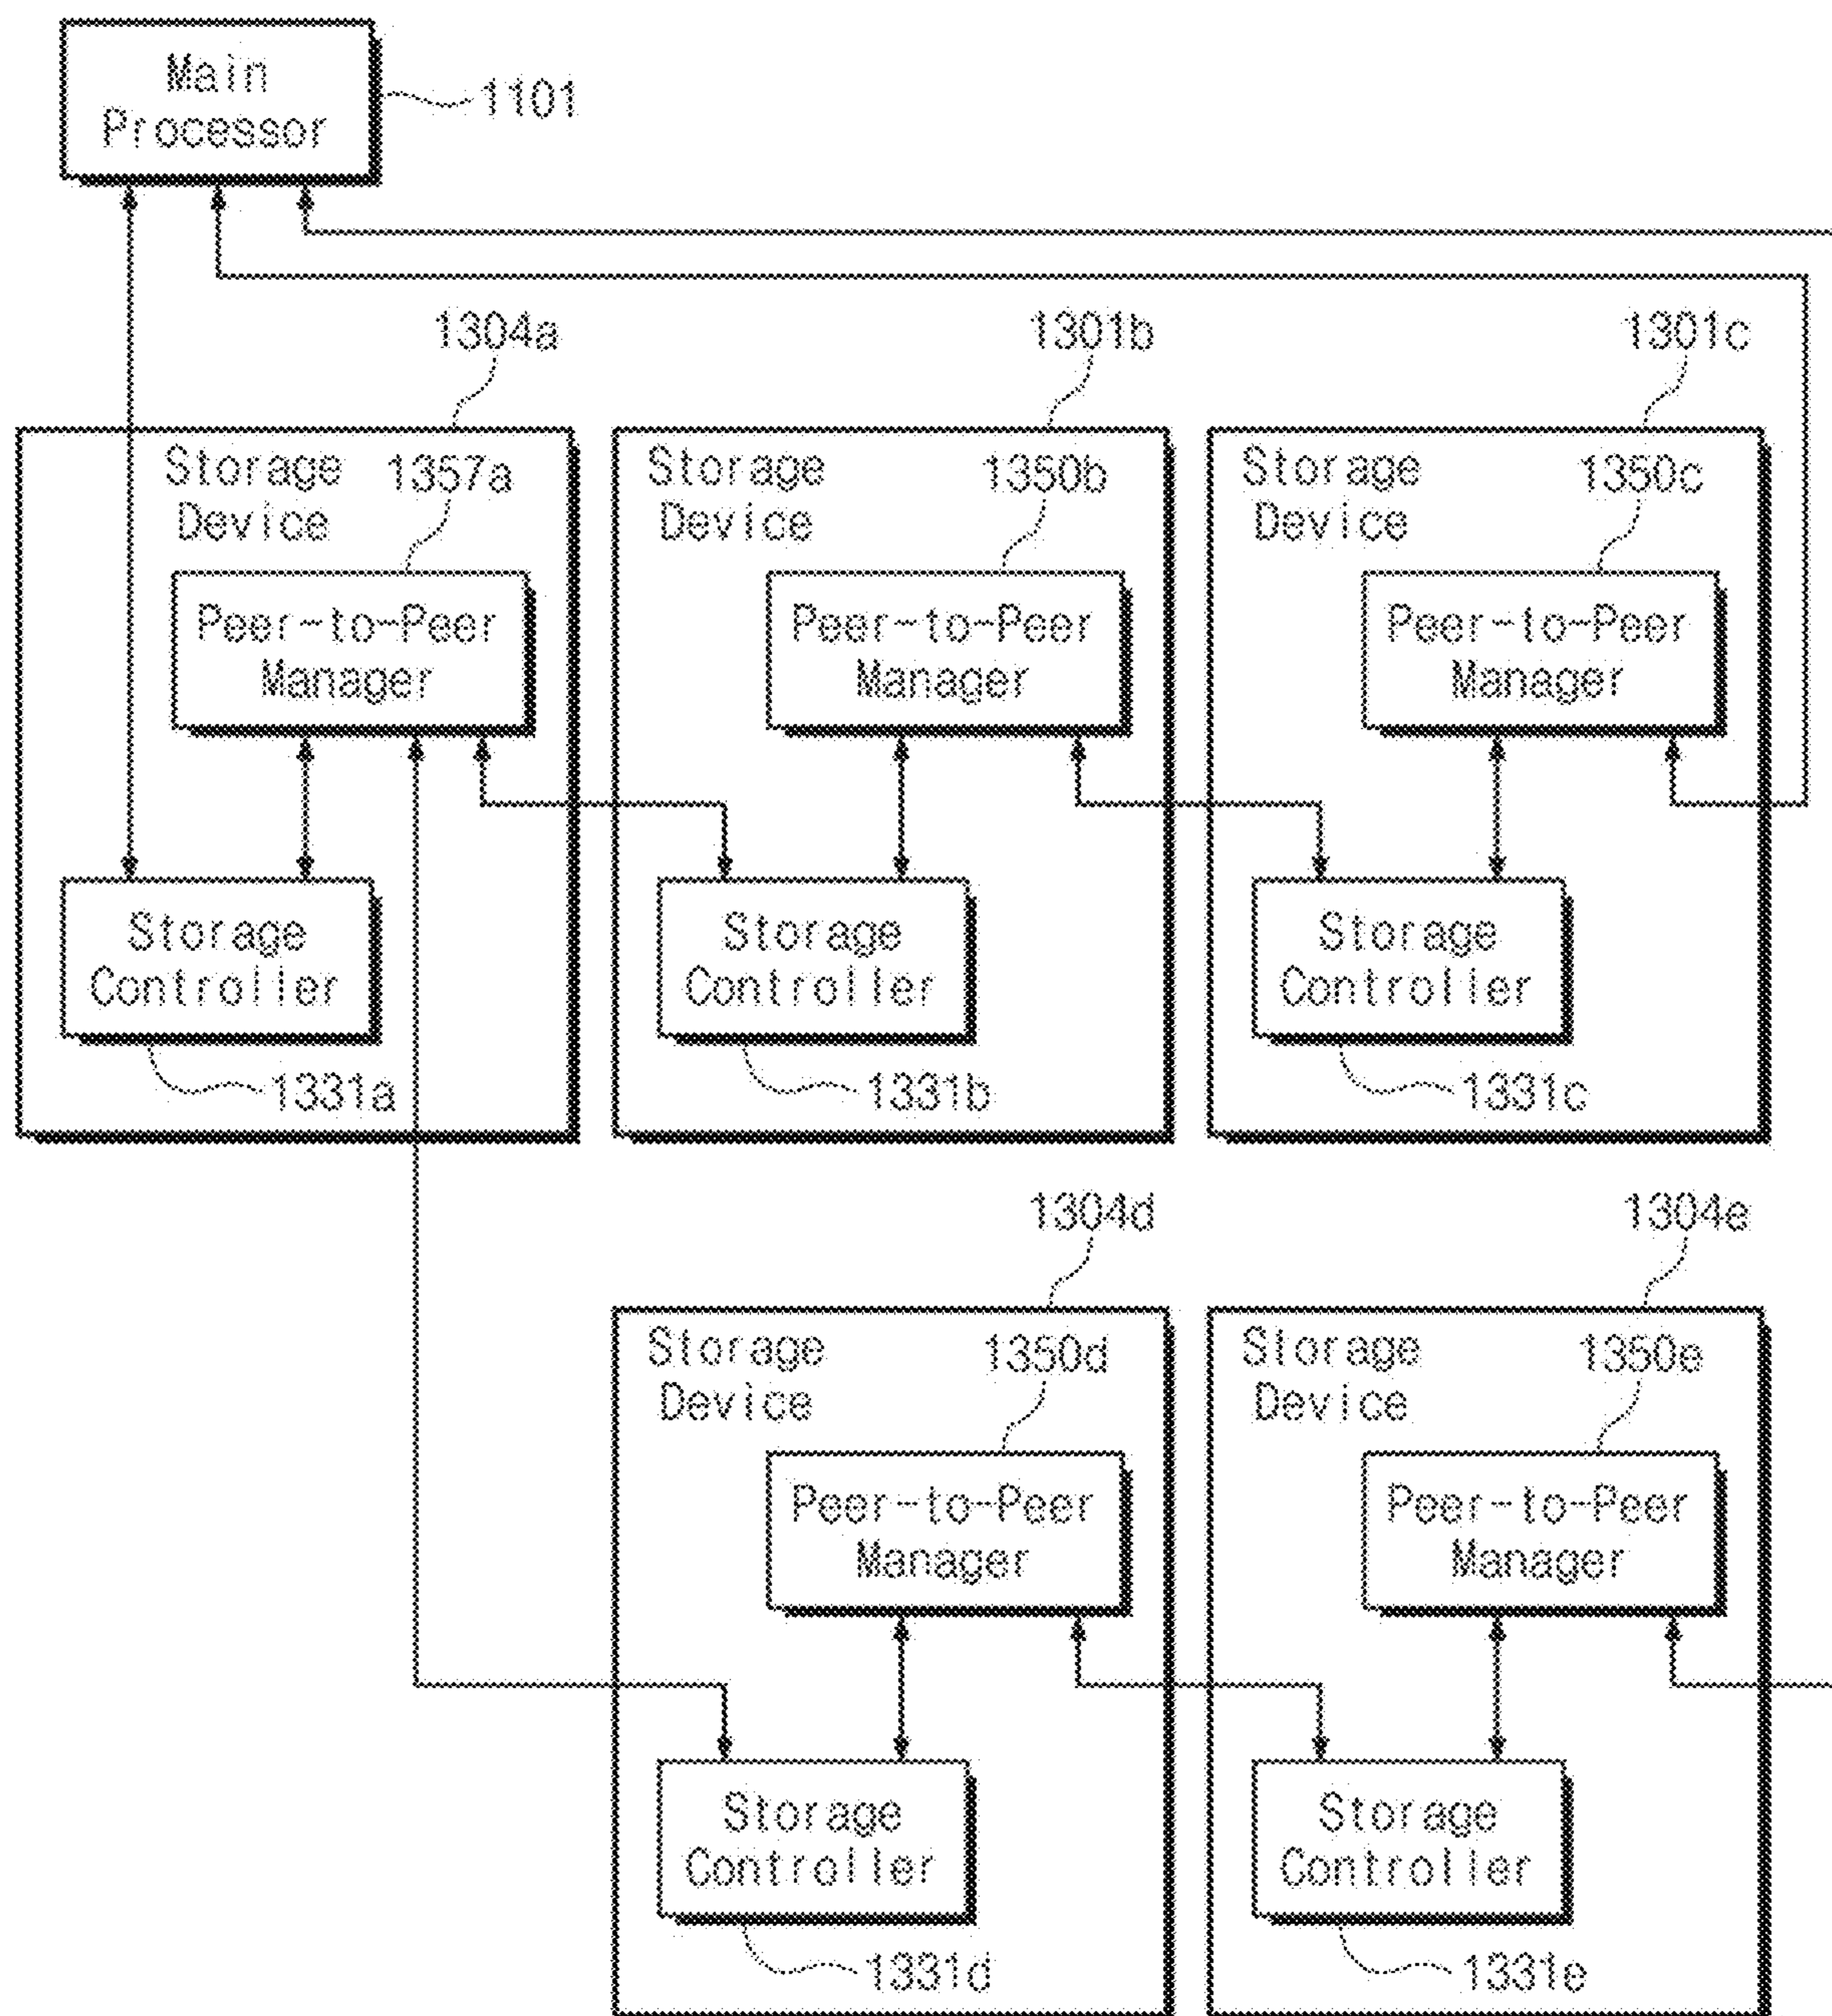 Main
Processor
1101
1304a
1301b
1301c
Storage
Device
1357a
Storage
Device
1350b
Storage
Device
1350c
Peer-to-Peer
Manager
Peer-to-Peer
Manager
Peer-to-Peer
Manager
Storage
Controller
Storage
Controller
Storage
Controller
1331a
1331b
1331c
1304d
1304e
Storage
Device
1350d
Storage
Device
1350e
Peer-to-Peer
Manager
Peer-to-Peer
Manager
Storage
Controller
Storage
Controller
1331d
1331e